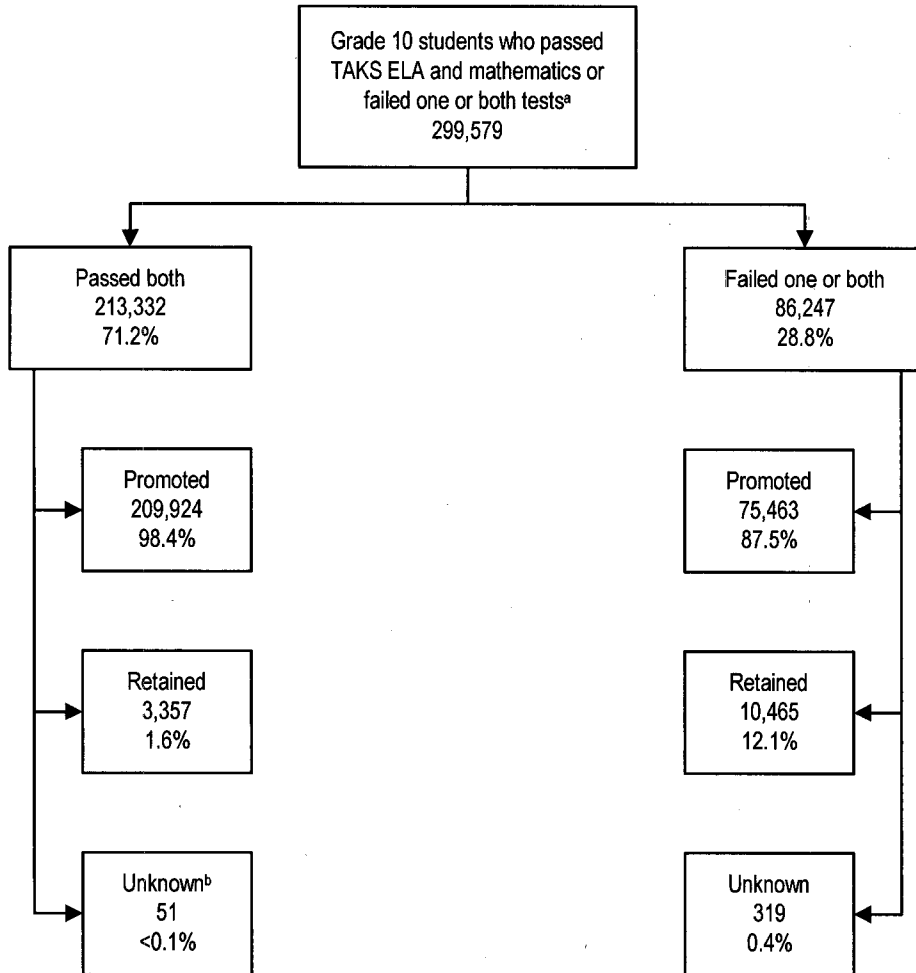 Grade 10 students who passed
TAKS ELA and mathematics or
failed one or both testsᵃ
299,579
Passed both
213,332
71.2%
Failed one or both
86,247
28.8%
Promoted
209,924
98.4%
Promoted
75,463
87.5%
Retained
3,357
1.6%
Retained
10,465
12.1%
Unknownᵇ
51
<0.1%
Unknown
319
0.4%